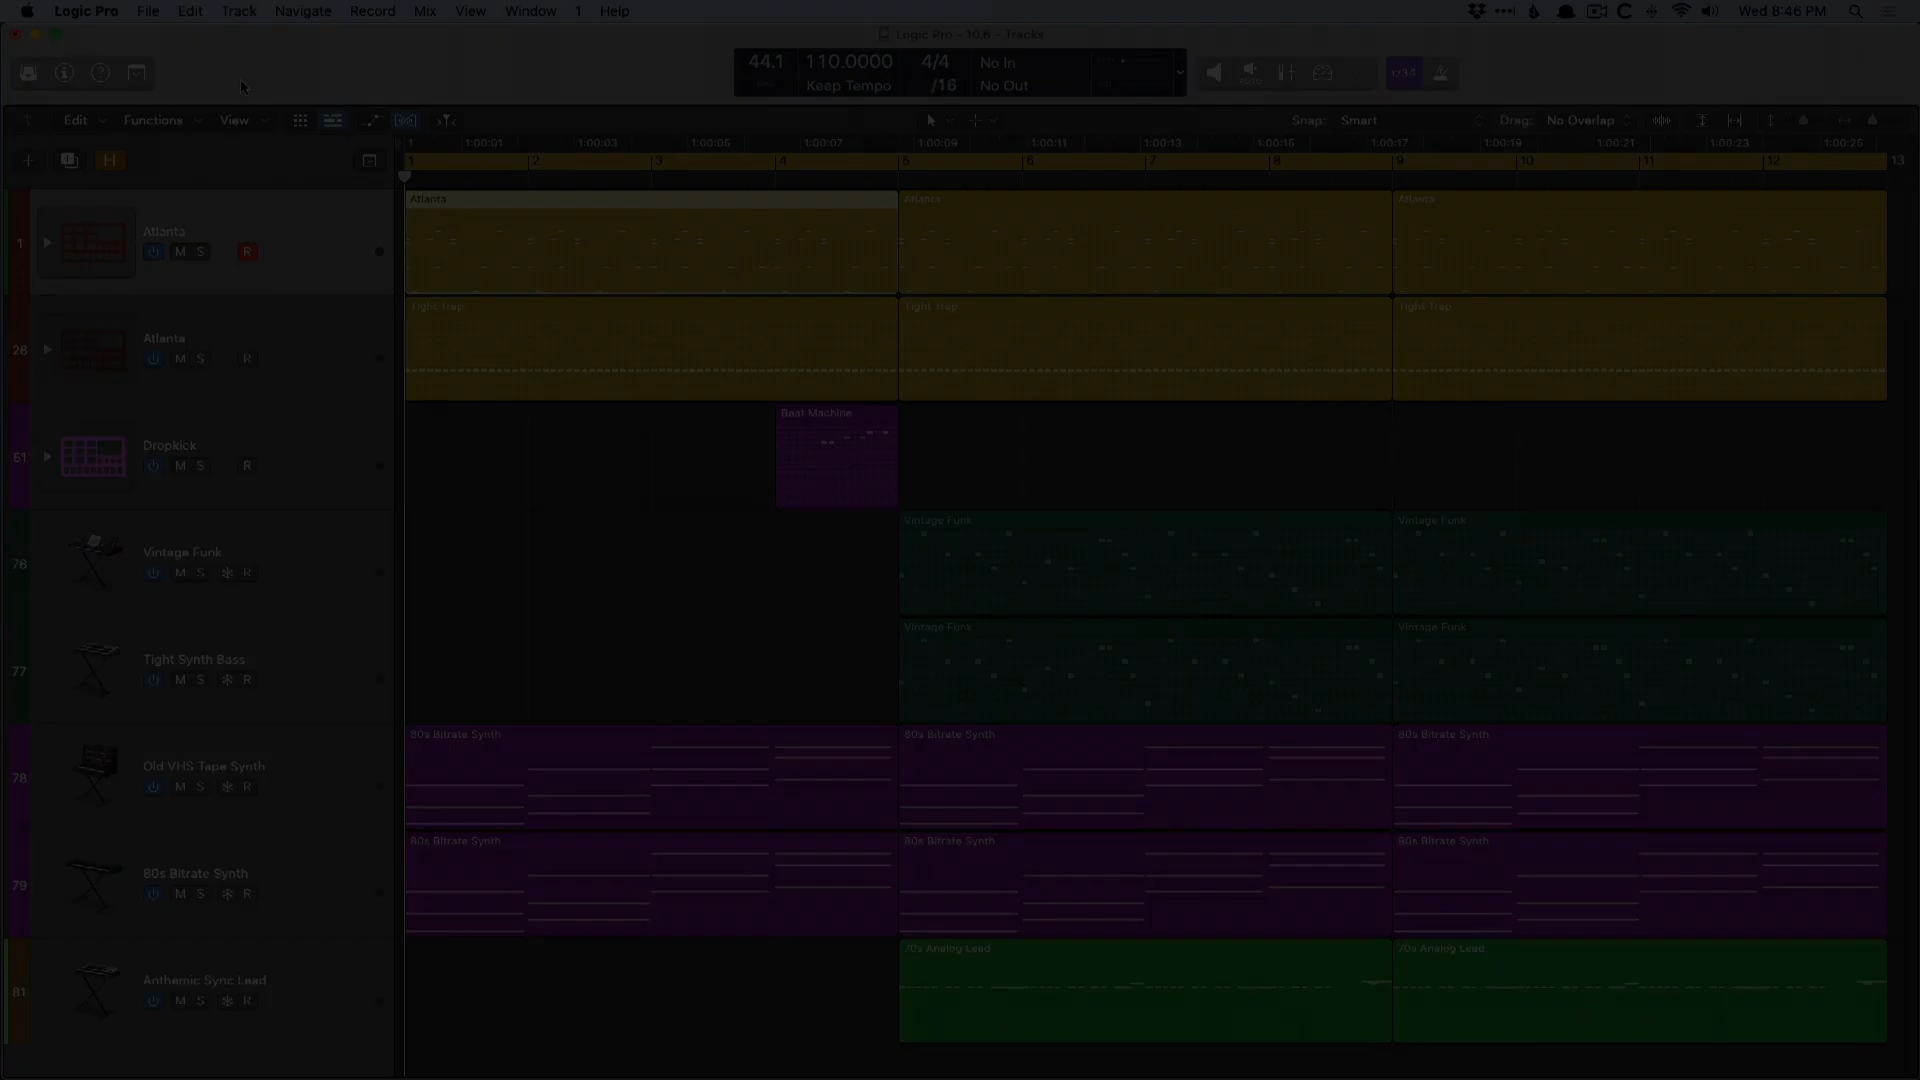 Logic Pro File Edit Track Navigate Record Mix View Window 1 Help Wed 8:46 PM
Logic Pro - 10.6 - Tracks
44.1 110.0000 4/4 No In
Keep Tempo /16 No Out 1234
Edit Functions View Snap: Smart Drag: No Overlap
1 1:00:01 1:00:03 1:00:05 1:00:07 1:00:09 1:00:11 1:00:13 1:00:15 1:00:17 1:00:19 1:00:21 1:00:23 1:00:25
1 2 3 4 5 6 7 8 9 10 11 12 13
Atlanta Atlanta Atlanta
1 Atlanta
M S R
Tight Trap Tight Trap Tight Trap
26 Atlanta
M S R
Beat Machine
51 Dropkick
M S R
Vintage Funk Vintage Funk
76 Vintage Funk
M S R
Vintage Funk Vintage Funk
77 Tight Synth Bass
M S R
80s Bitrate Synth 80s Bitrate Synth 80s Bitrate Synth
78 Old VHS Tape Synth
M S R
80s Bitrate Synth 80s Bitrate Synth 80s Bitrate Synth
79 80s Bitrate Synth
M S R
70s Analog Lead 70s Analog Lead
81 Anthemic Sync Lead
M S R